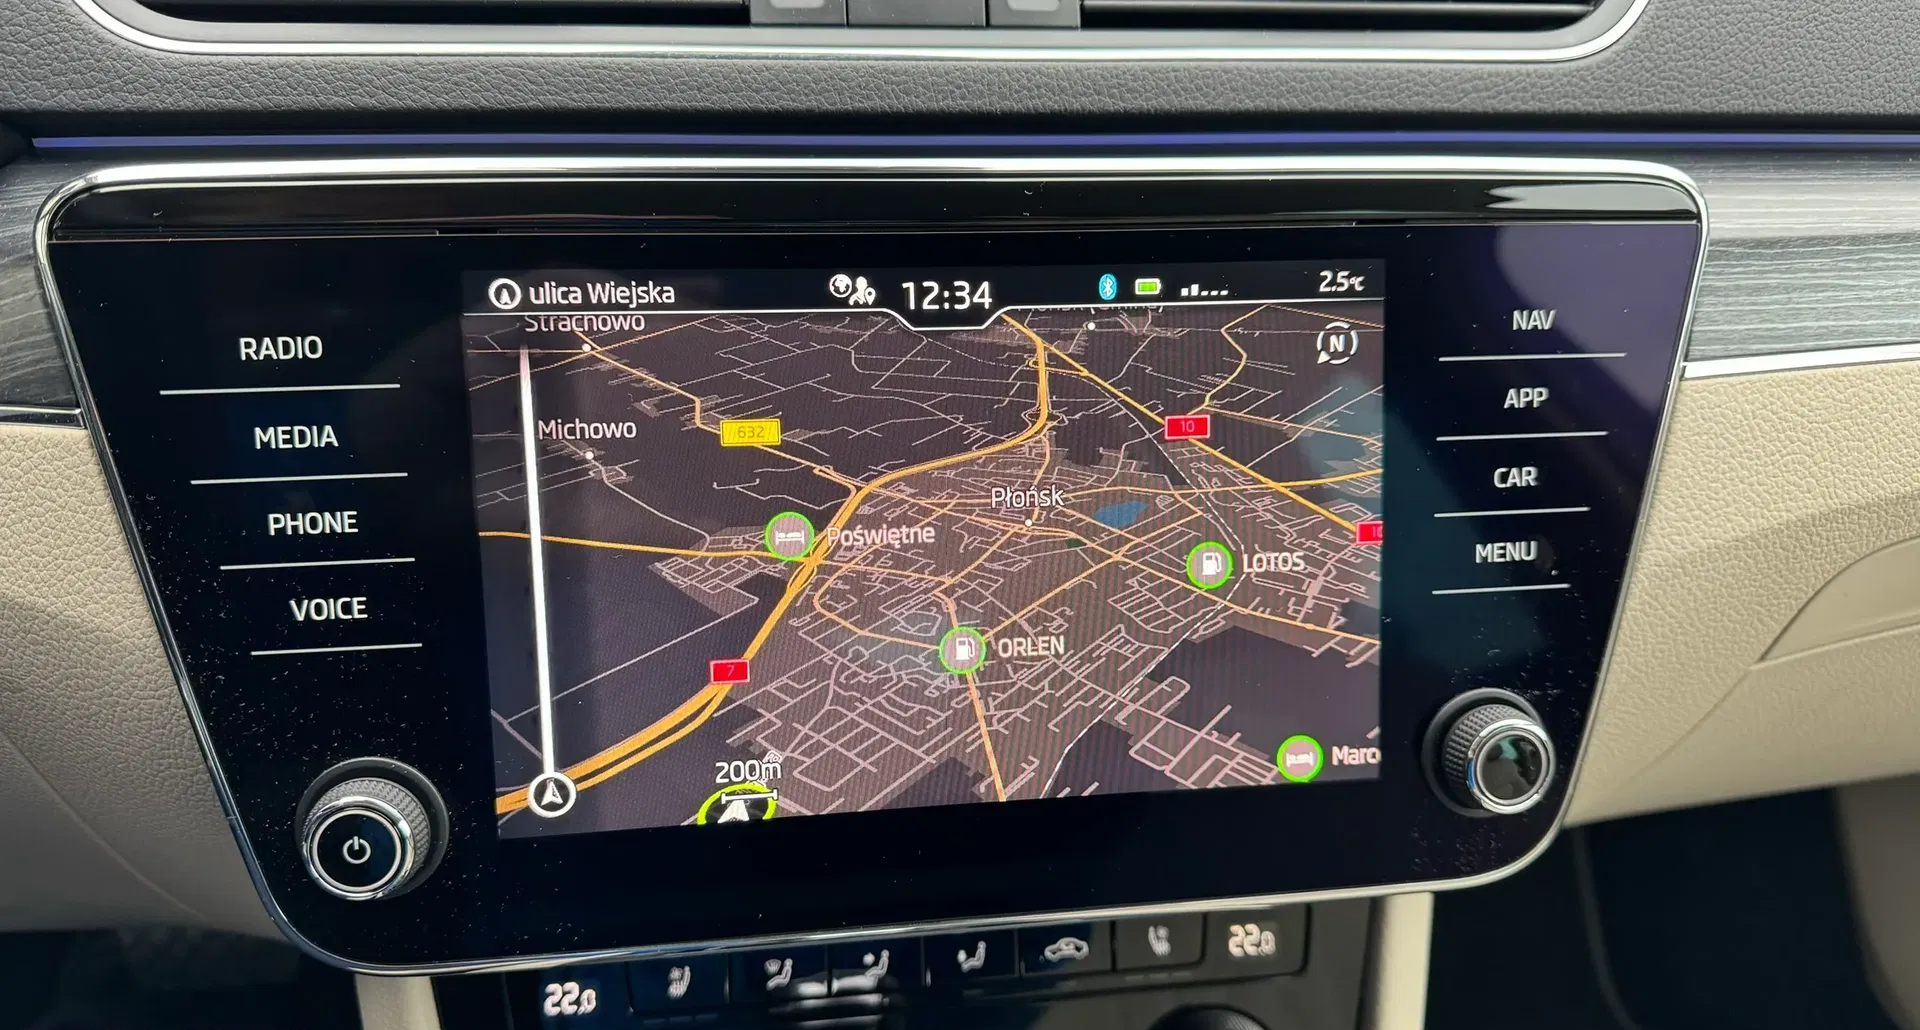 ulica Wiejska
12:34
2.5°C
Strachowo
N
RADIO
NAV
MEDIA
APP
PHONE
CAR
VOICE
MENU
Michowo
632
10
Płońsk
Poświętne
LOTOS
ORLEN
7
200m
Marc
22.0
22.0